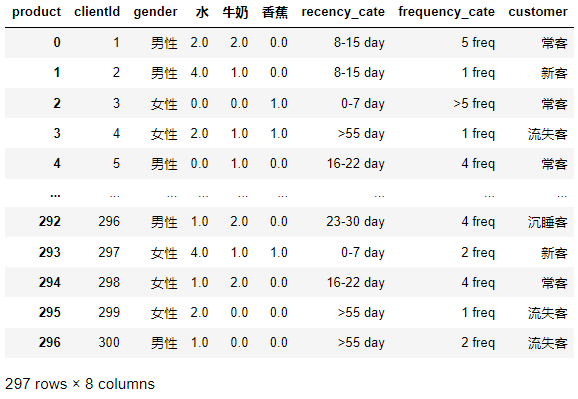 product clientId gender 水 牛奶 香蕉 recency_cate frequency_cate customer
0 1 男性 2.0 2.0 0.0 8-15 day 5 freq 常客
1 2 男性 4.0 1.0 0.0 8-15 day 1 freq 新客
2 3 女性 0.0 0.0 1.0 0-7 day >5 freq 常客
3 4 女性 2.0 1.0 1.0 >55 day 1 freq 流失客
4 5 男性 0.0 1.0 0.0 16-22 day 4 freq 常客
... ... ... ... ... ... ... ... ...
292 296 男性 1.0 2.0 0.0 23-30 day 4 freq 沉睡客
293 297 女性 4.0 1.0 1.0 0-7 day 2 freq 新客
294 298 女性 1.0 2.0 0.0 16-22 day 4 freq 常客
295 299 女性 2.0 0.0 0.0 >55 day 1 freq 流失客
296 300 男性 1.0 0.0 0.0 >55 day 2 freq 流失客
297 rows × 8 columns